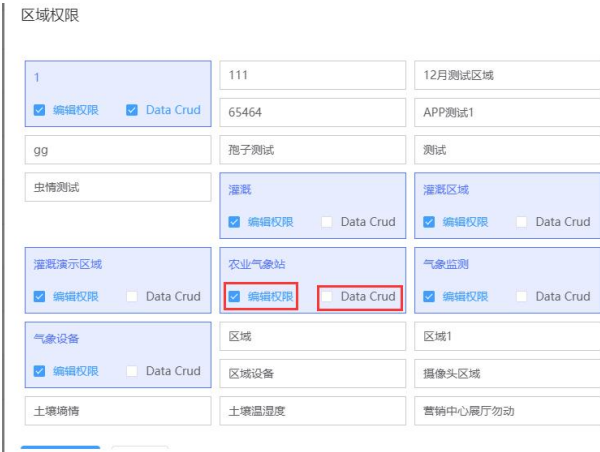 区域权限
1
111
12月测试区域
编辑权限 Data Crud
65464
APP测试1
gg
孢子测试
测试
虫情测试
灌溉
灌溉区域
编辑权限 Data Crud
编辑权限 Data Crud
灌溉演示区域
农业气象站
气象监测
编辑权限 Data Crud
编辑权限 Data Crud
编辑权限 Data Crud
气象设备
区域
区域1
编辑权限 Data Crud
区域设备
摄像头区域
土壤墒情
土壤温湿度
营销中心展厅勿动